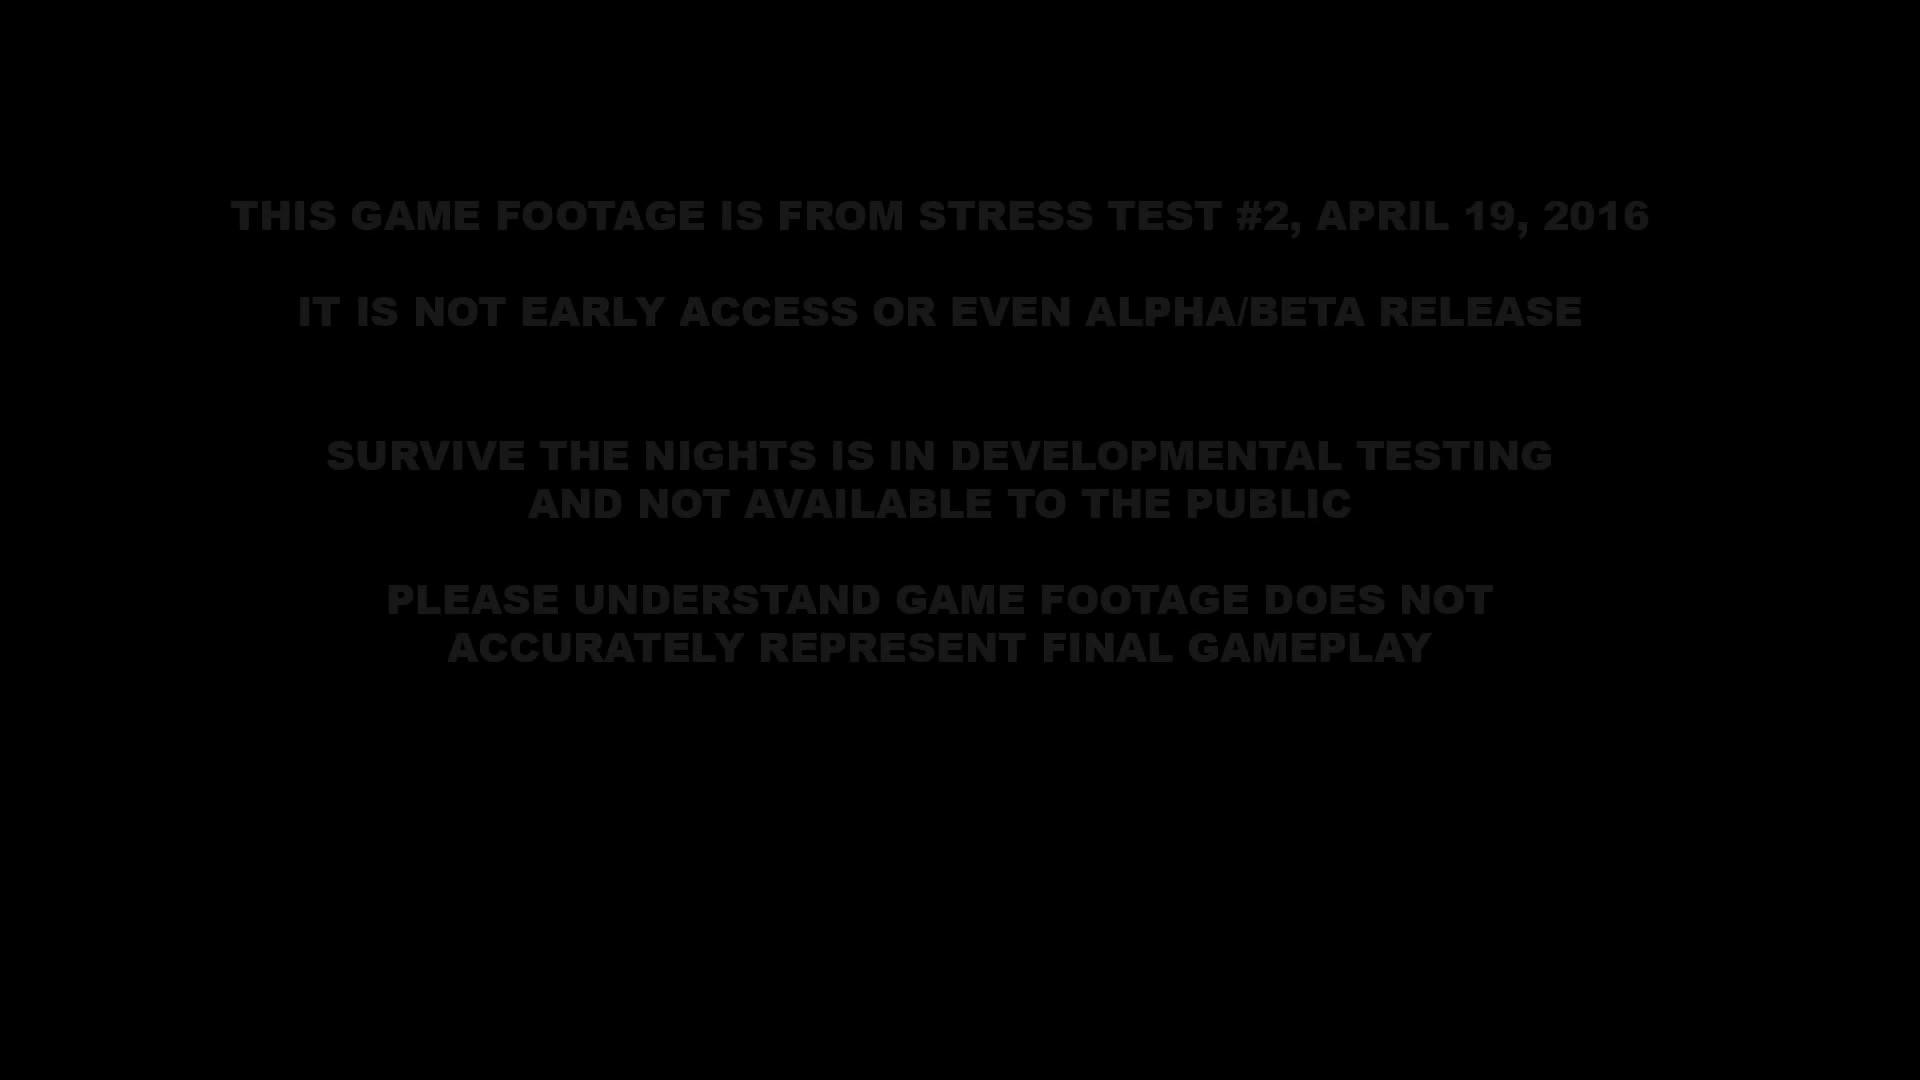 THIS GAME FOOTAGE IS FROM STRESS TEST #2, APRIL 19, 2016
IT IS NOT EARLY ACCESS OR EVEN ALPHA/BETA RELEASE
SURVIVE THE NIGHTS IS IN DEVELOPMENTAL TESTING
AND NOT AVAILABLE TO THE PUBLIC
PLEASE UNDERSTAND GAME FOOTAGE DOES NOT
ACCURATELY REPRESENT FINAL GAMEPLAY